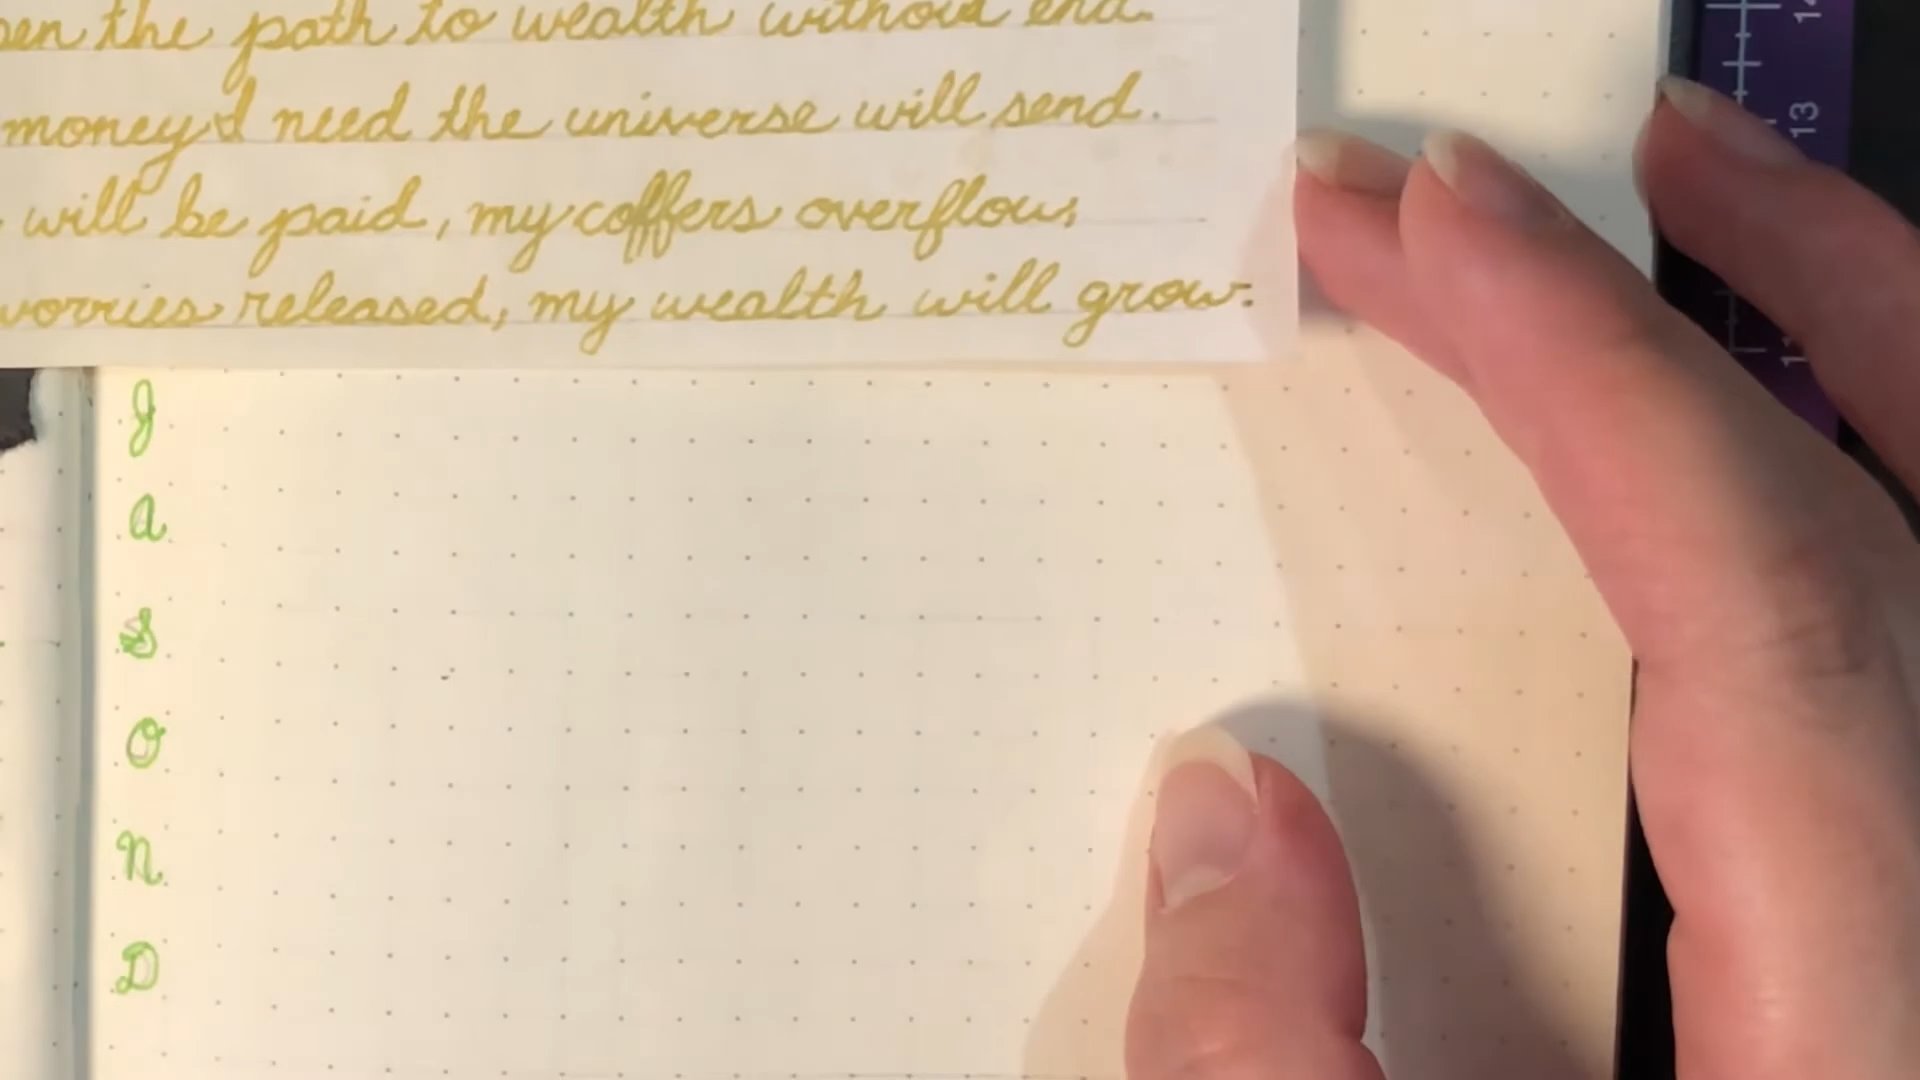 the path to wealth without end.
money I need the universe will send.
will be paid, my coffers overflow;
worries released, my wealth will grow.
J
a
S
O
N
D
13